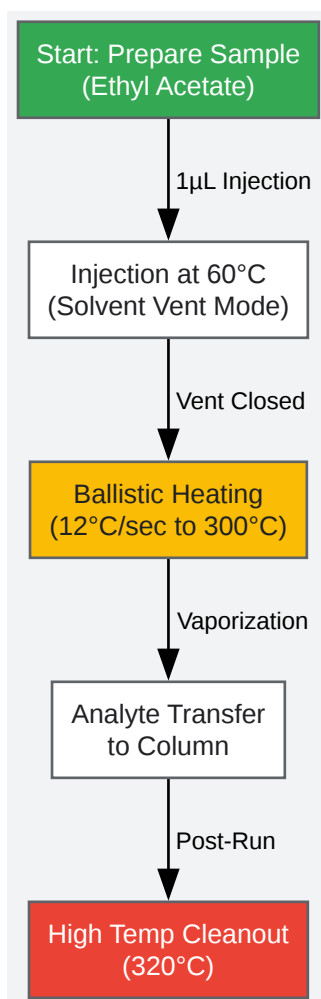 Start: Prepare Sample
(Ethyl Acetate)
1µL Injection
Injection at 60°C
(Solvent Vent Mode)
Vent Closed
Ballistic Heating
(12°C/sec to 300°C)
Vaporization
Analyte Transfer
to Column
Post-Run
High Temp Cleanout
(320°C)